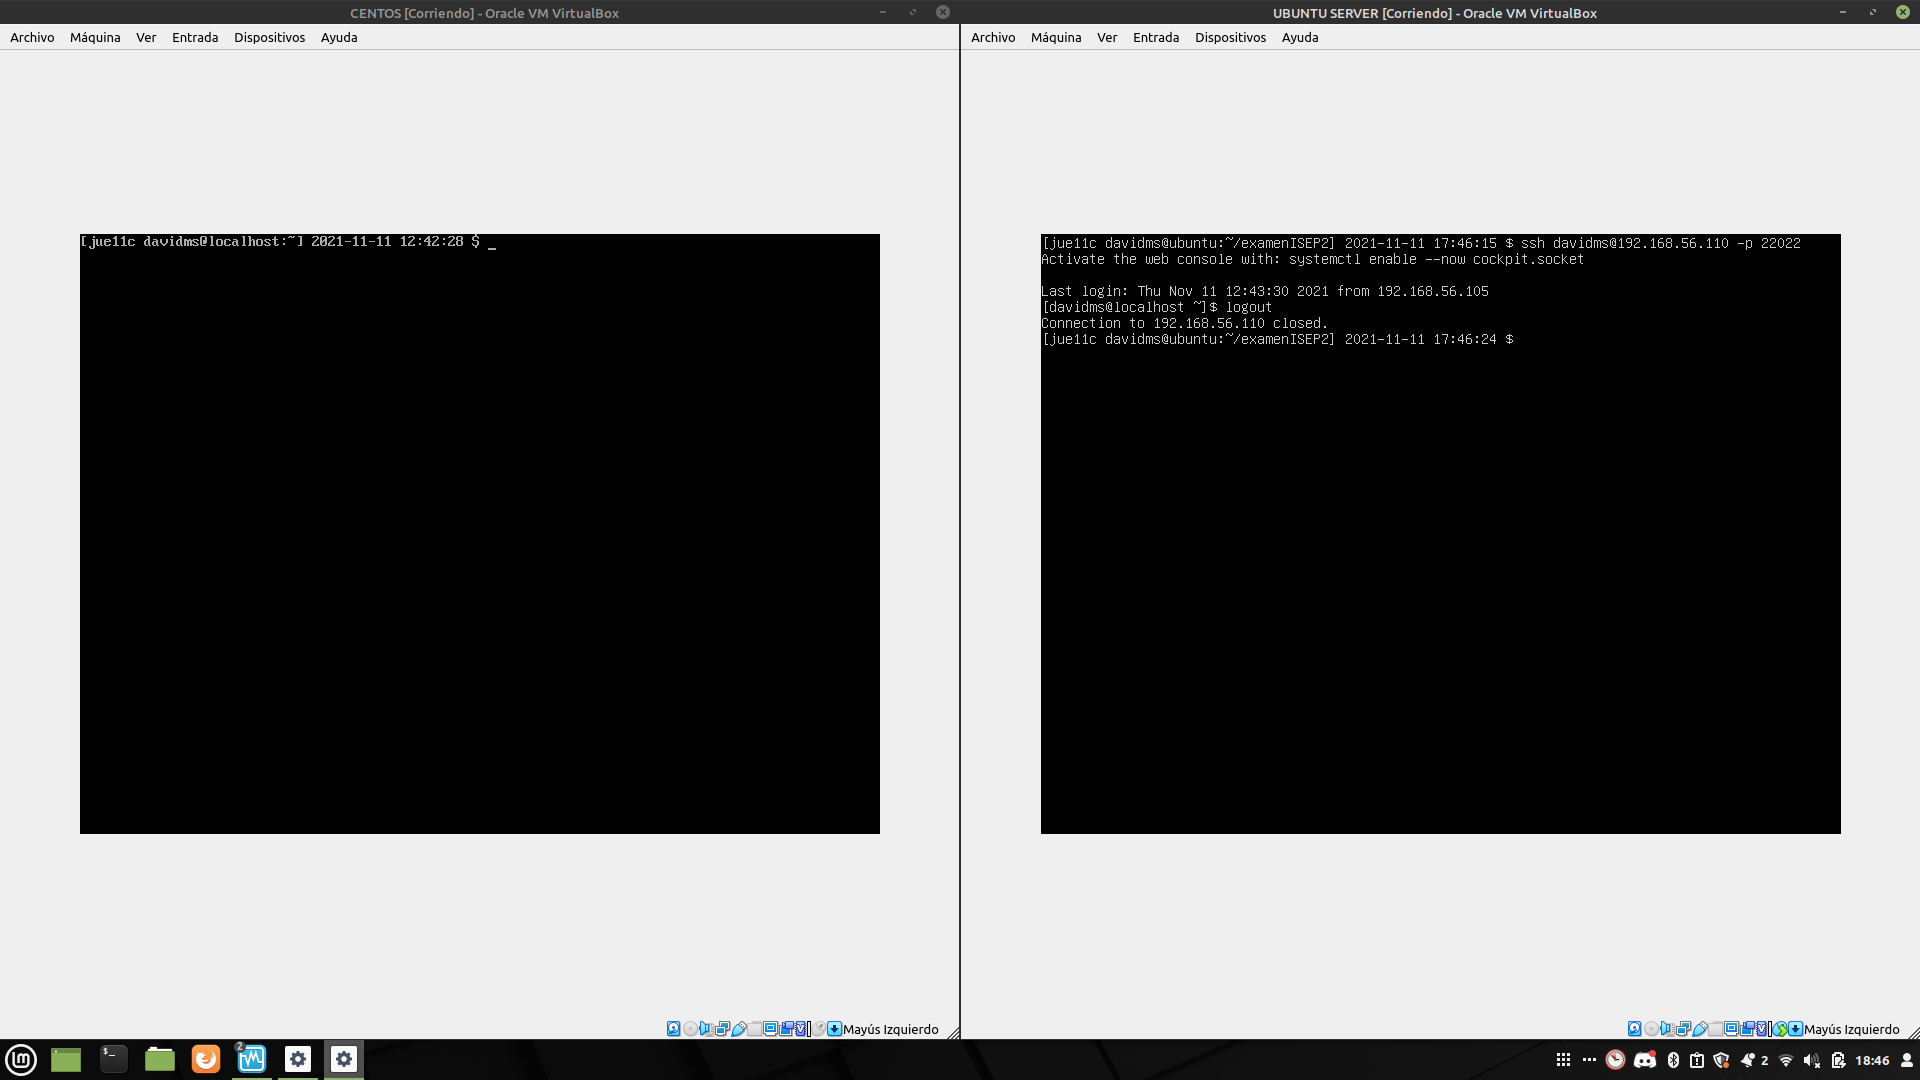 CENTOS [Corriendo] - Oracle VM VirtualBox
Archivo Máquina Ver Entrada Dispositivos Ayuda
[jue11c davidms@localhost:~] 2021-11-11 12:42:28 $ _
Mayús Izquierdo
UBUNTU SERVER [Corriendo] - Oracle VM VirtualBox
Archivo Máquina Ver Entrada Dispositivos Ayuda
[jue11c davidms@ubuntu:~/examenISEP2] 2021-11-11 17:46:15 $ ssh davidms@192.168.56.110 -p 22022
Activate the web console with: systemctl enable --now cockpit.socket
Last login: Thu Nov 11 12:43:30 2021 from 192.168.56.105
[davidms@localhost ~]$ logout
Connection to 192.168.56.110 closed.
[jue11c davidms@ubuntu:~/examenISEP2] 2021-11-11 17:46:24 $
Mayús Izquierdo
2
2
18:46